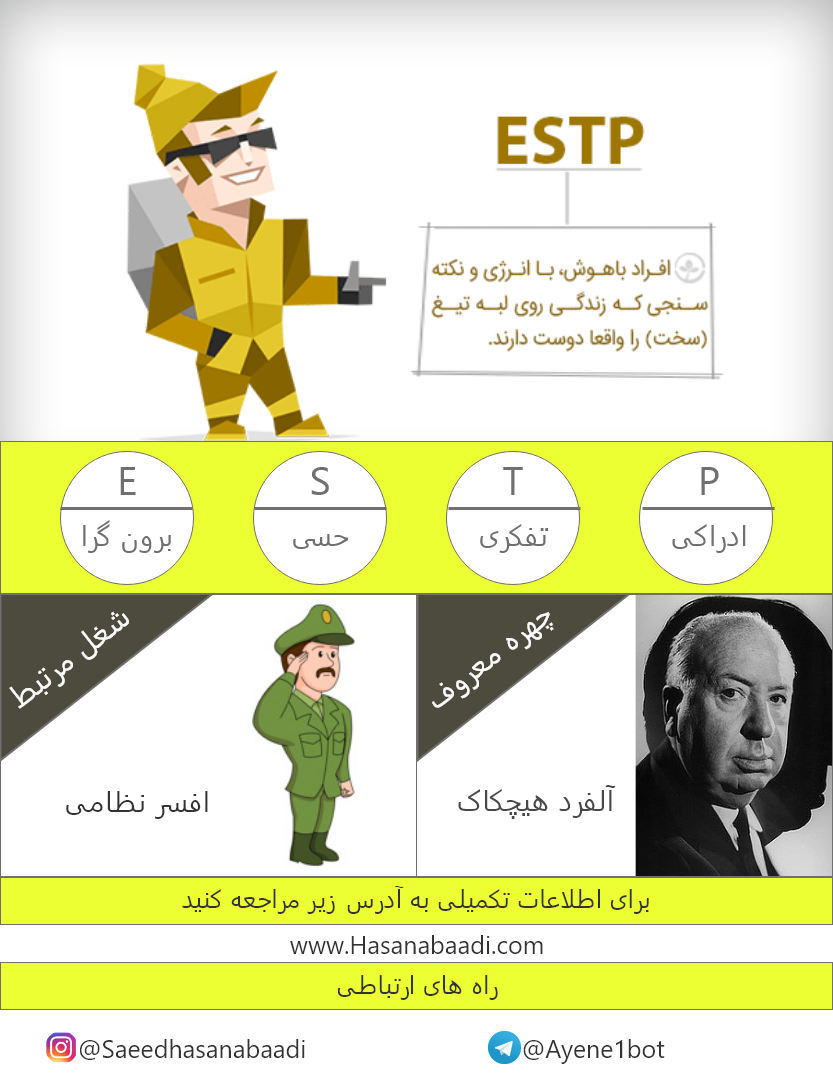 ESTP
افراد باهوش، با انرژی و نکته
سنجی که زندگی روی لبه تیغ
(سخت) را واقعا دوست دارند.
E
S
T
P
برون گرا
حسی
تفکری
ادراکی
شغل مرتبط
افسر نظامی
چهره معروف
آلفرد هیچکاک
برای اطلاعات تکمیلی به آدرس زیر مراجعه کنید
www.Hasanabaadi.com
راه های ارتباطی
@Saeedhasanabaadi
@Ayene1bot